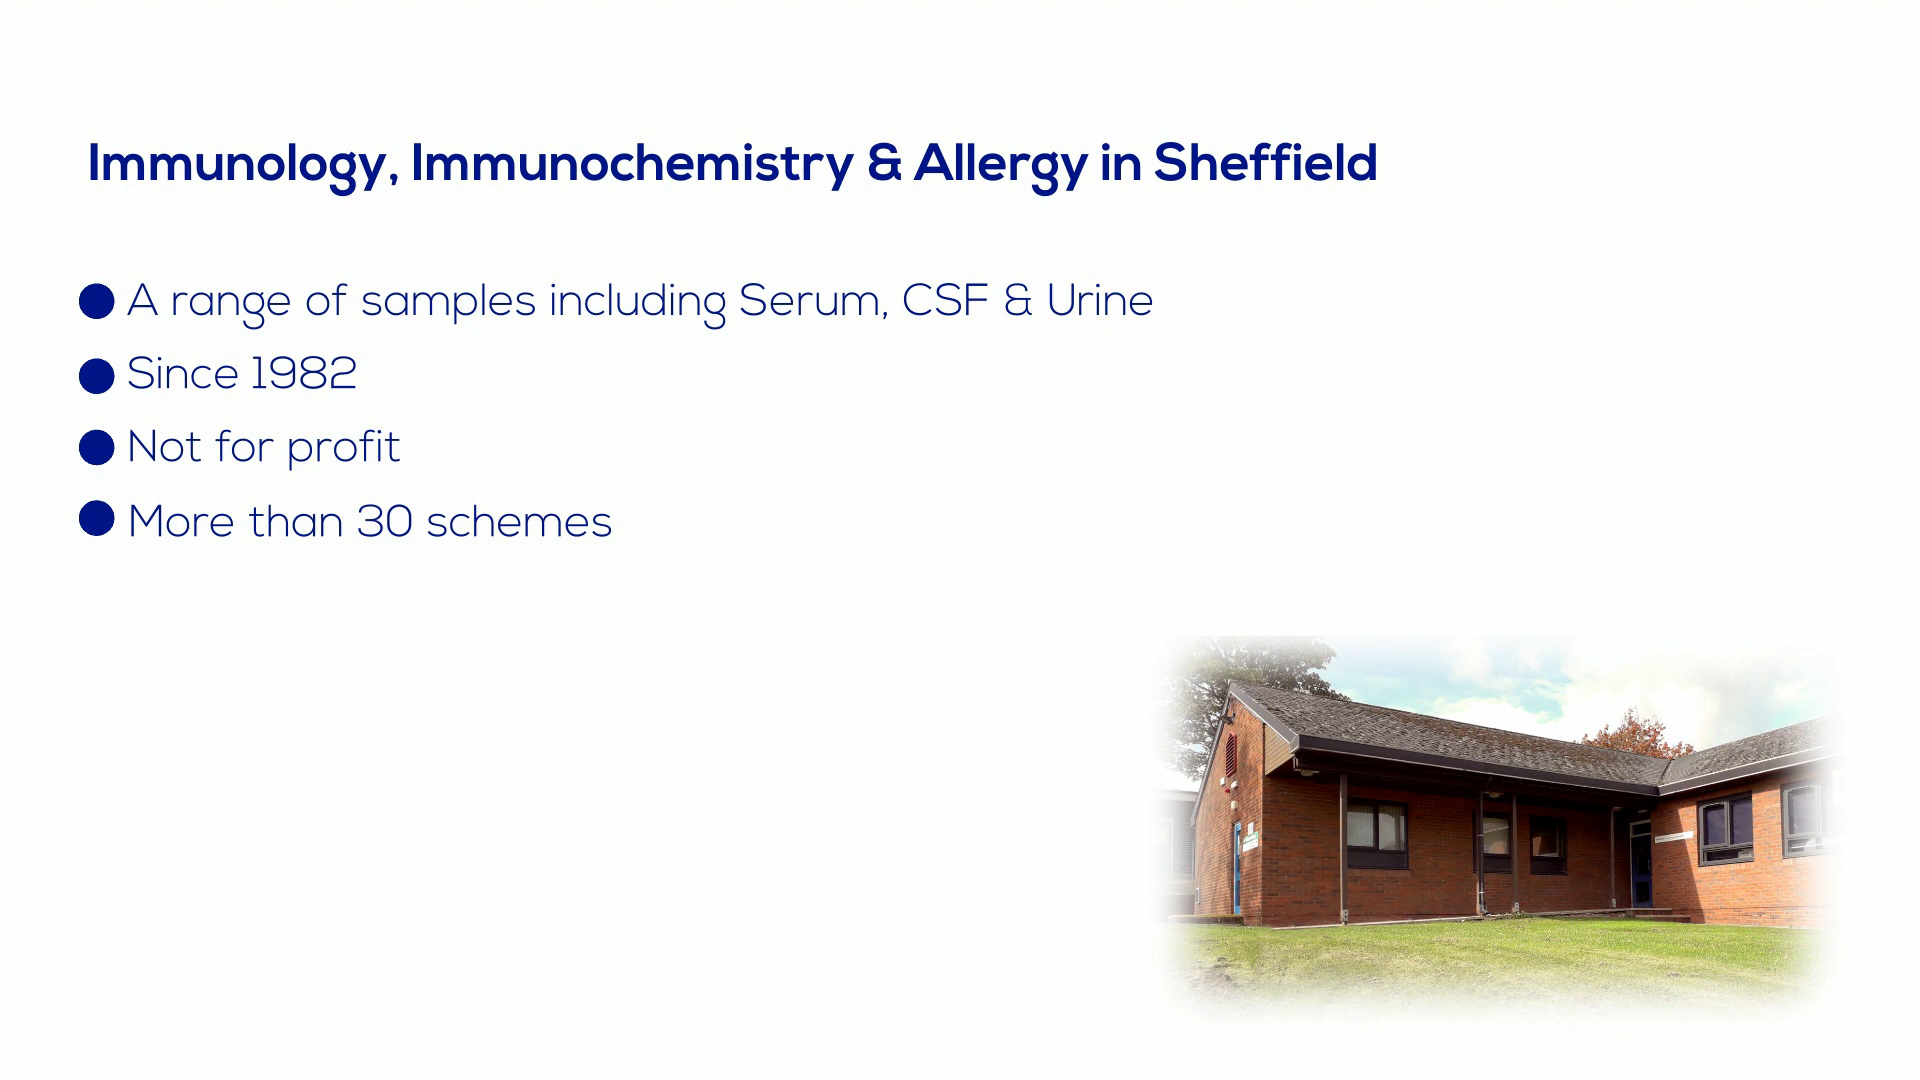 Immunology, Immunochemistry & Allergy in Sheffield
A range of samples including Serum, CSF & Urine
Since 1982
Not for profit
More than 30 schemes